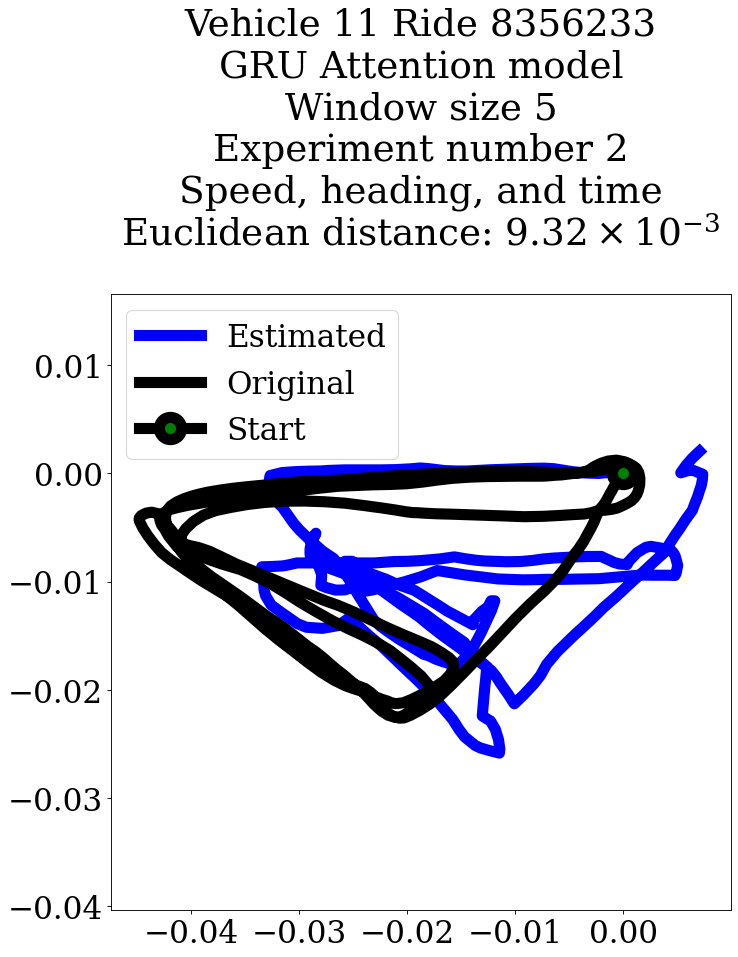 Vehicle 11 Ride 8356233
GRU Attention model
Window size 5
Experiment number 2
Speed, heading, and time
Euclidean distance: 9.32 × 10⁻³
Estimated
Original
Start
0.01
0.00
−0.01
−0.02
−0.03
−0.04
−0.04 −0.03 −0.02 −0.01 0.00